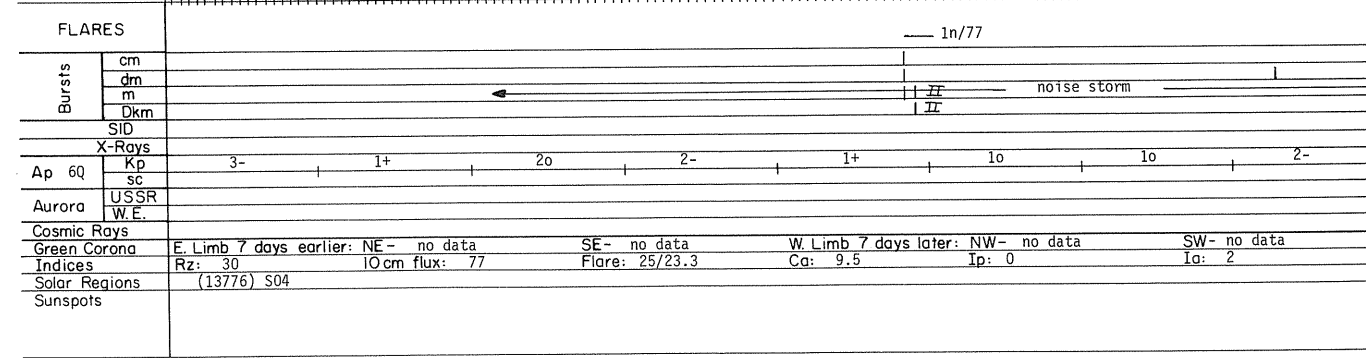 FLARES 1n/77
Bursts
cm
dm
m II noise storm
Dkm II
SID
X-Rays
Ap 6Q Kp 3- 1+ 2o 2- 1+ 1o 1o 2-
sc
Aurora USSR
W.E.
Cosmic Rays
Green Corona E. Limb 7 days earlier: NE- no data SE- no data W. Limb 7 days later: NW- no data SW- no data
Indices Rz: 30 10cm flux: 77 Flare: 25/23.3 Ca: 9.5 Ip: 0 Ia: 2
Solar Regions (13776) S04
Sunspots